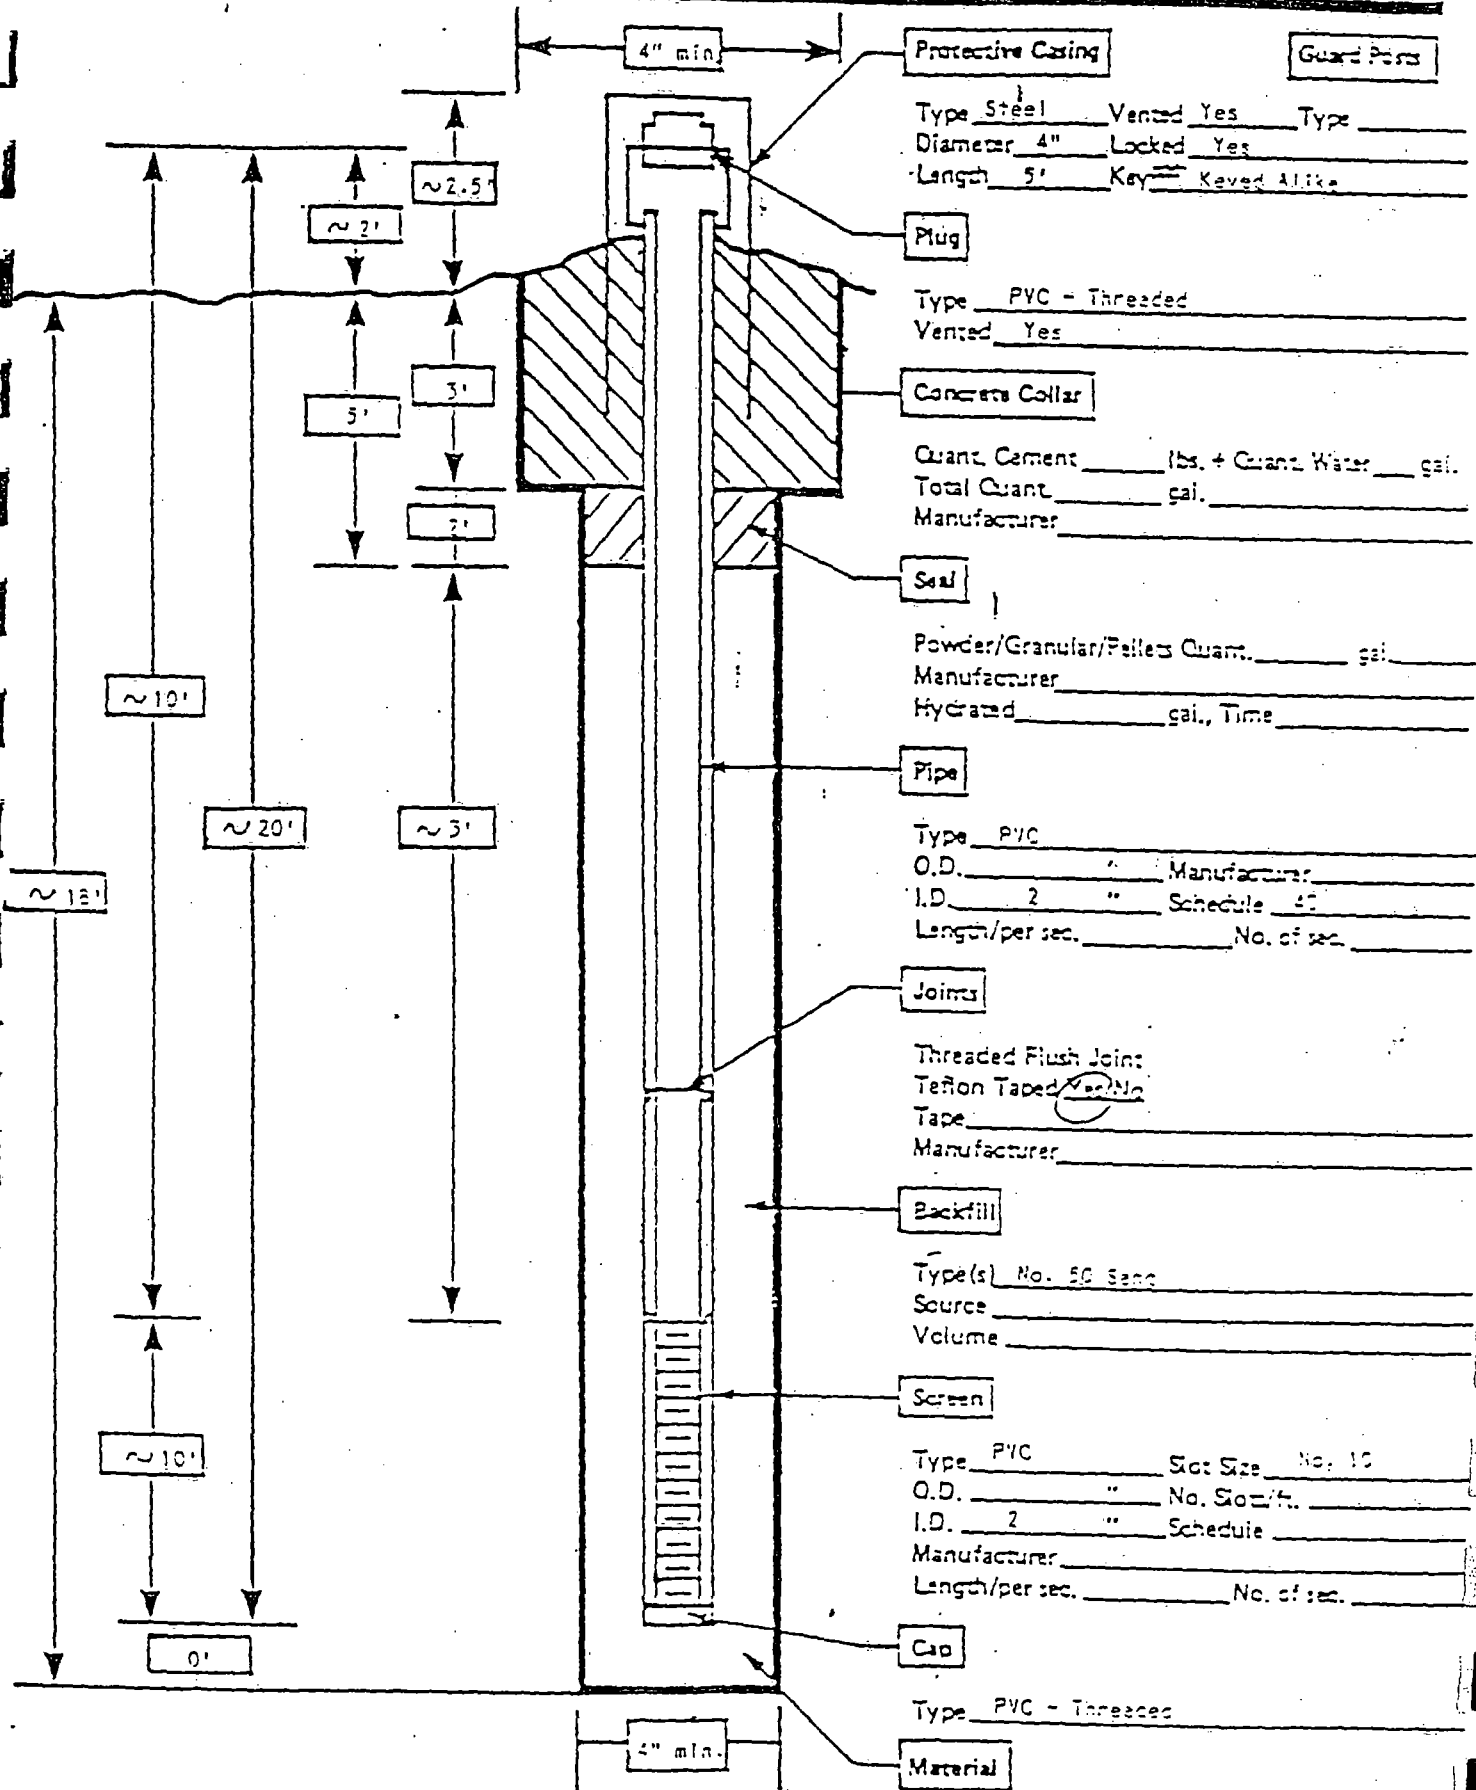 4" min.
Protective Casing
Guard Posts
Type Steel Vented Yes Type
Diameter 4" Locked Yes
Length 5' Key Keyed Alike
~2.5'
~2'
Plug
Type PVC - Threaded
Vented Yes
3'
5'
Concrete Collar
Quant. Cement lbs. + Quant. Water gal.
Total Quant. gal.
Manufacturer
2'
Seal
Powder/Granular/Pellets Quant. gal.
Manufacturer
Hydrated gal., Time
~10'
Pipe
~20'
~3'
Type PVC
O.D. " Manufacturer
~18'
I.D. 2 " Schedule 40
Length/per sec. No. of sec.
Joints
Threaded Flush Joint
Teflon Taped Yes/No
Tape
Manufacturer
Backfill
Type(s) No. 50 Sand
Source
Volume
Screen
~10'
Type PVC Slot Size No. 10
O.D. " No. Slots/ft.
I.D. 2 " Schedule
Manufacturer
Length/per sec. No. of sec.
0'
Cap
Type PVC - Threaded
4" min.
Material